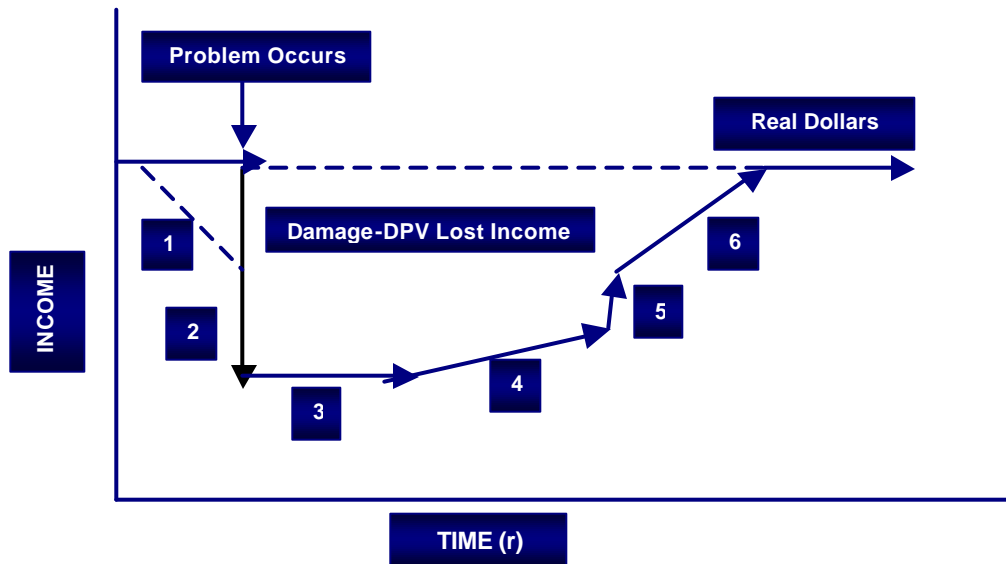 Problem Occurs
Real Dollars
1
Damage-DPV Lost Income
6
INCOME
2
5
3
4
TIME (r)